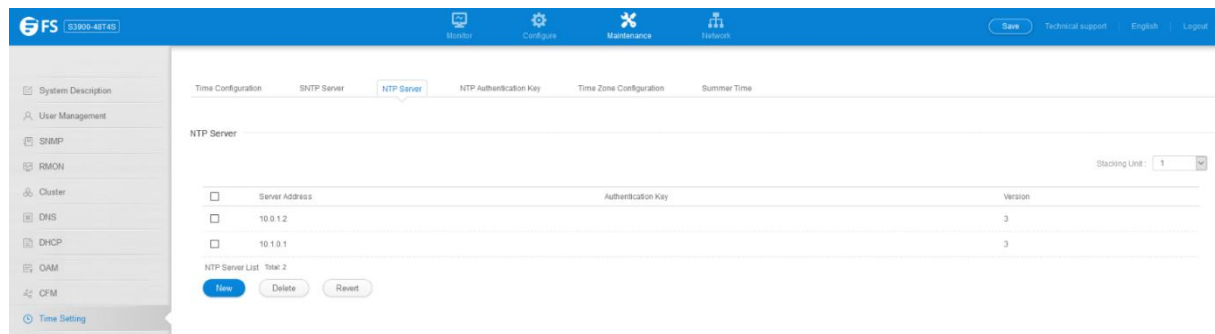 FS S3900-48T4S
Monitor Configure Maintenance Network
Save Technical support English Logout
System Description
User Management
SNMP
RMON
Cluster
DNS
DHCP
OAM
CFM
Time Setting
Time Configuration SNTP Server NTP Server NTP Authentication Key Time Zone Configuration Summer Time
NTP Server
Stacking Unit : 1
Server Address Authentication Key Version
10.0.1.2 3
10.1.0.1 3
NTP Server List Total: 2
New Delete Revert